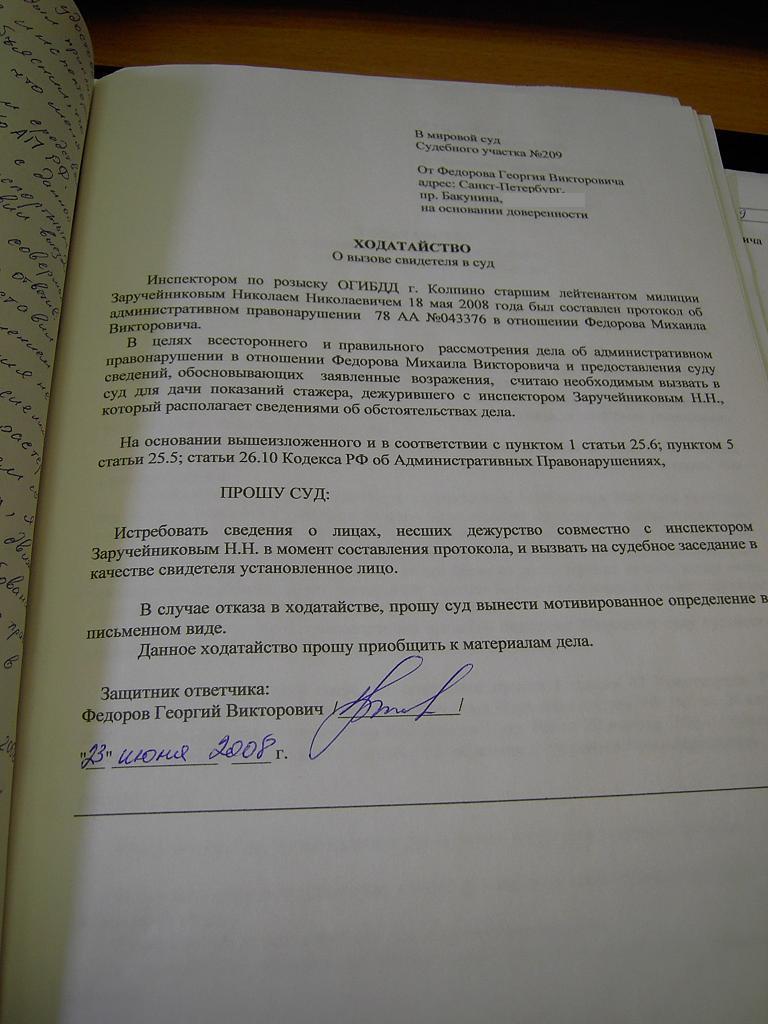 В мировой суд
Судебного участка №209
От Федорова Георгия Викторовича
адрес: Санкт-Петербург,
пр. Бакунина,
на основании доверенности
ХОДАТАЙСТВО
О вызове свидетеля в суд
Инспектором по розыску ОГИБДД г. Колпино старшим лейтенантом милиции
Заручейниковым Николаем Николаевичем 18 мая 2008 года был составлен протокол об
административном правонарушении 78 АА №043376 в отношении Федорова Михаила
Викторовича.
В целях всестороннего и правильного рассмотрения дела об административном
правонарушении в отношении Федорова Михаила Викторовича и предоставления суду
сведений, обосновывающих заявленные возражения, считаю необходимым вызвать в
суд для дачи показаний стажера, дежурившего с инспектором Заручейниковым Н.Н.,
который располагает сведениями об обстоятельствах дела.
На основании вышеизложенного и в соответствии с пунктом 1 статьи 25.6; пунктом 5
статьи 25.5; статьи 26.10 Кодекса РФ об Административных Правонарушениях,
ПРОШУ СУД:
Истребовать сведения о лицах, несших дежурство совместно с инспектором
Заручейниковым Н.Н. в момент составления протокола, и вызвать на судебное заседание в
качестве свидетеля установленное лицо.
В случае отказа в ходатайстве, прошу суд вынести мотивированное определение в
письменном виде.
Данное ходатайство прошу приобщить к материалам дела.
Защитник ответчика:
Федоров Георгий Викторович / /
"23" июня 2008 г.